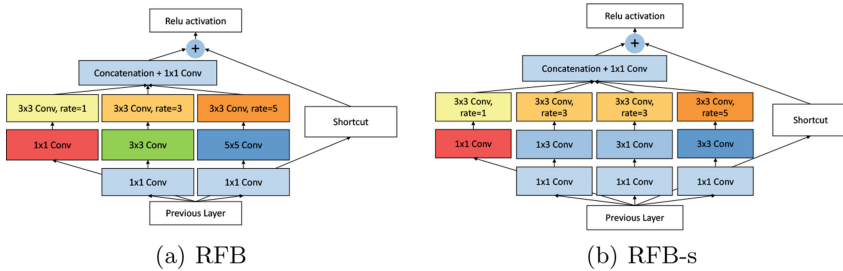 Relu activation
+
Concatenation + 1x1 Conv
3x3 Conv, rate=1
3x3 Conv, rate=3
3x3 Conv, rate=5
Shortcut
1x1 Conv
3x3 Conv
5x5 Conv
1x1 Conv
1x1 Conv
Previous Layer
(a) RFB
Relu activation
+
Concatenation + 1x1 Conv
3x3 Conv,
rate=1
3x3 Conv,
rate=3
3x3 Conv,
rate=3
3x3 Conv,
rate=5
Shortcut
1x1 Conv
1x3 Conv
3x1 Conv
3x3 Conv
1x1 Conv
1x1 Conv
1x1 Conv
Previous Layer
(b) RFB-s